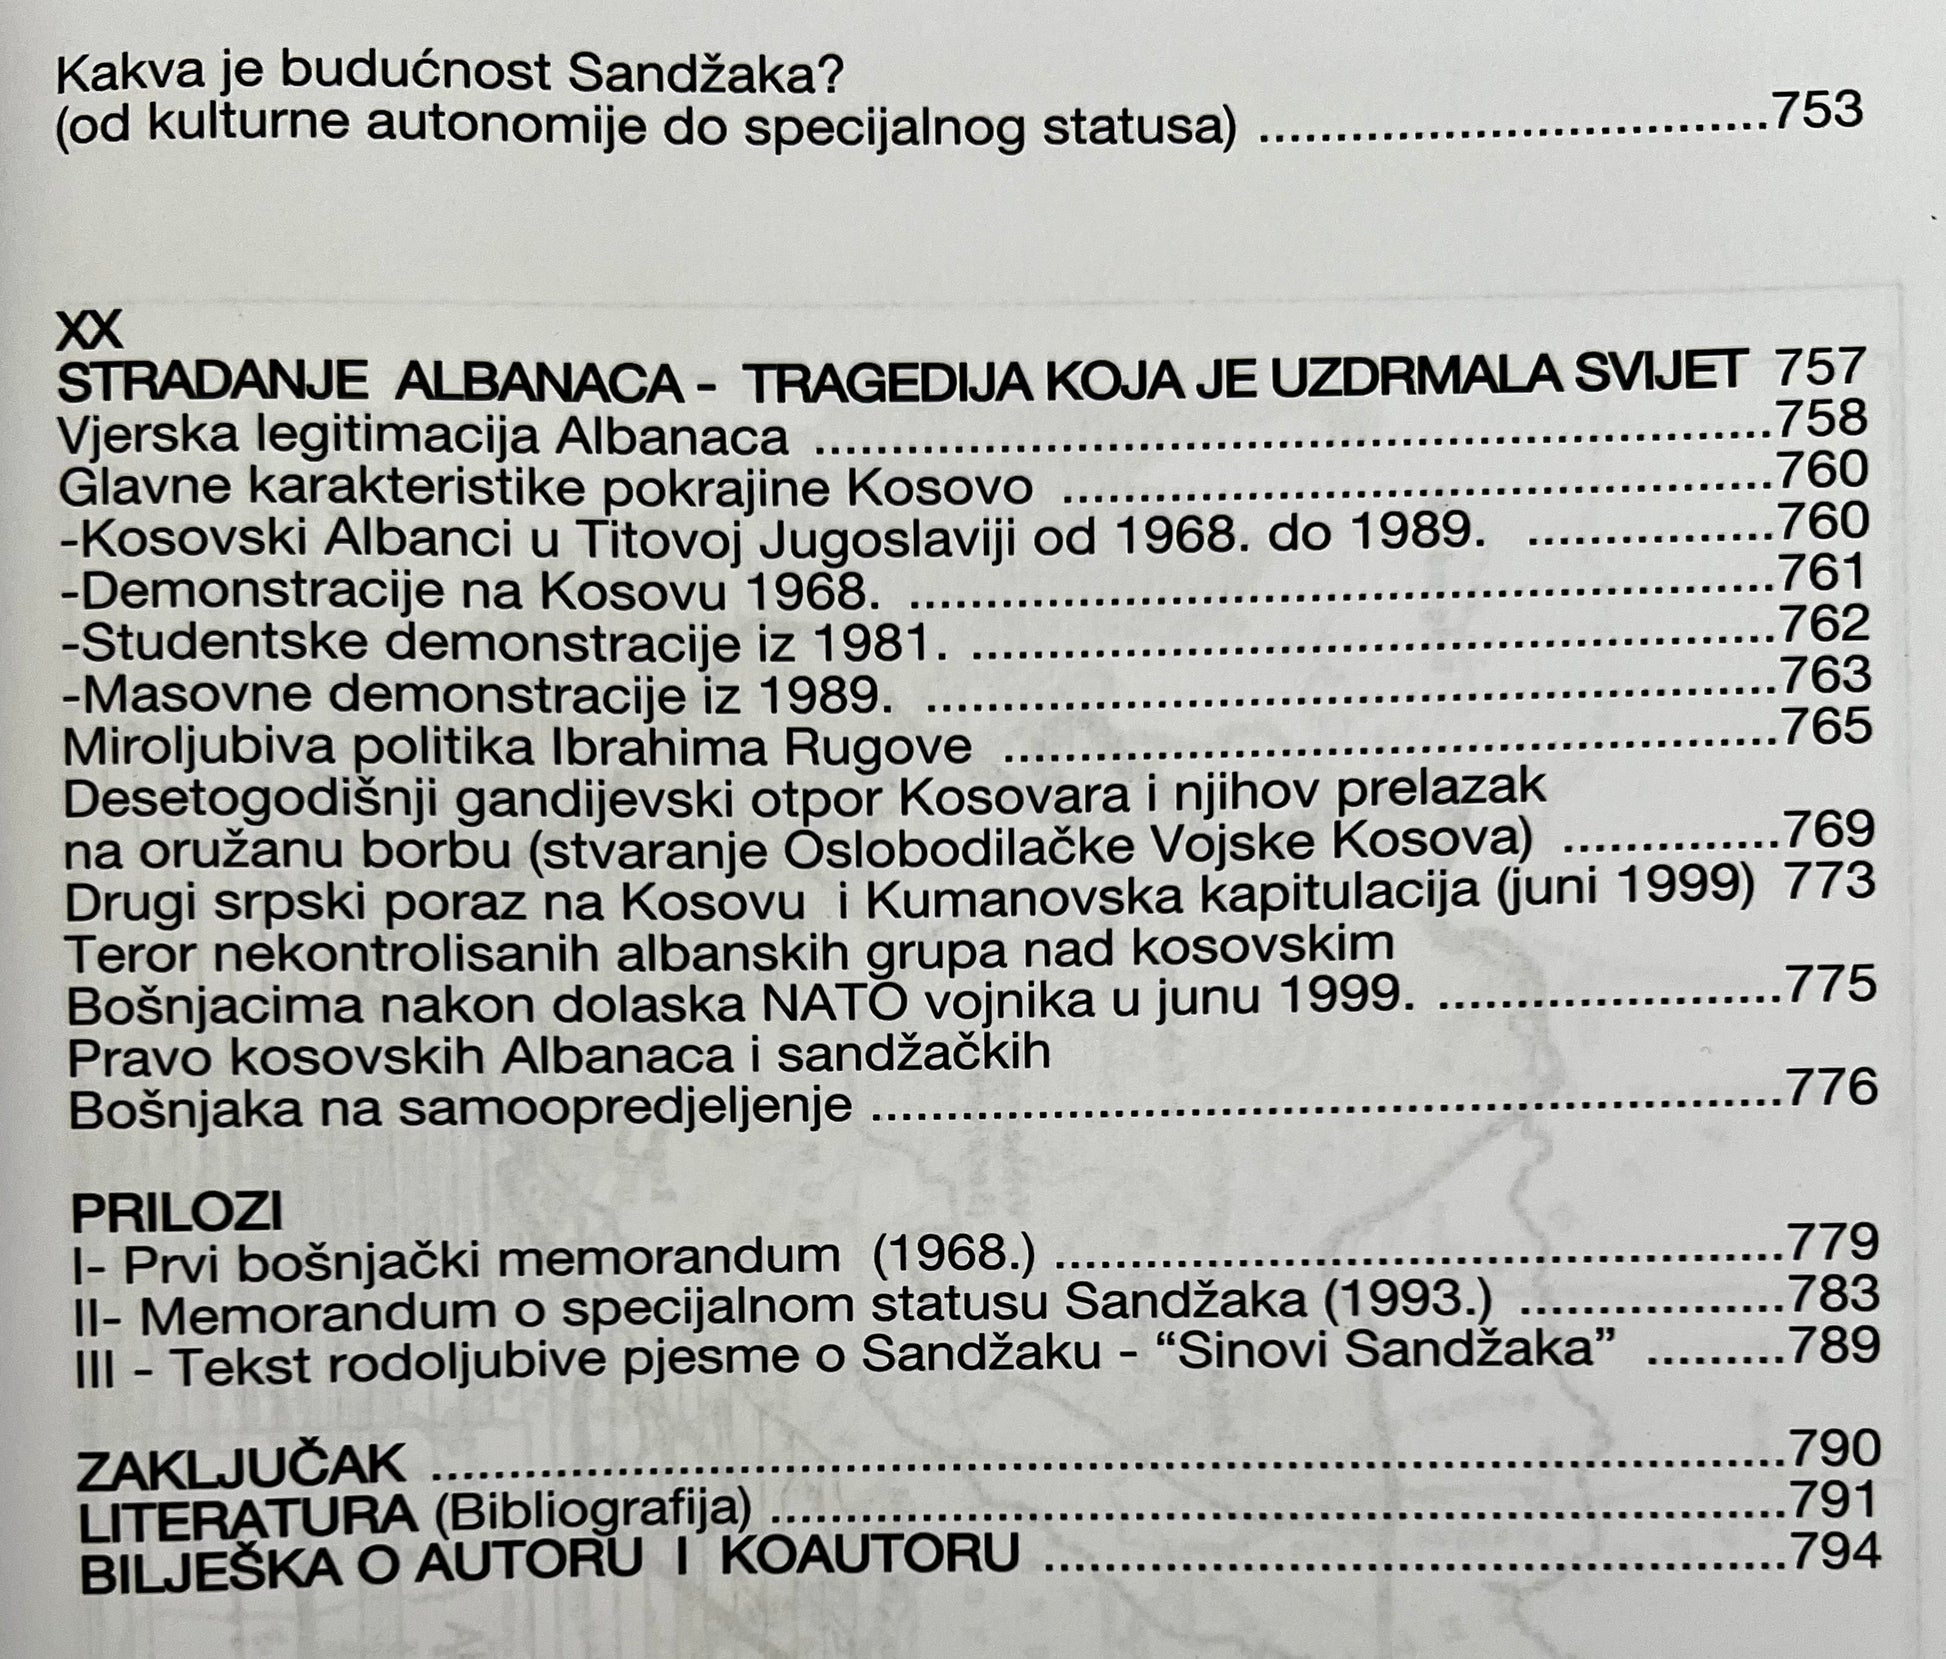 Kakva je budućnost Sandžaka?
(od kulturne autonomije do specijalnog statusa) .................................753
XX
STRADANJE ALBANACA - TRAGEDIJA KOJA JE UZDRMALA SVIJET 757
Vjerska legitimacija Albanaca ..............................................................758
Glavne karakteristike pokrajine Kosovo ..............................................760
-Kosovski Albanci u Titovoj Jugoslaviji od 1968. do 1989. ................760
-Demonstracije na Kosovu 1968. ........................................................761
-Studentske demonstracije iz 1981. ....................................................762
-Masovne demonstracije iz 1989. .......................................................763
Miroljubiva politika Ibrahima Rugove ..................................................765
Desetogodišnji gandijevski otpor Kosovara i njihov prelazak
na oružanu borbu (stvaranje Oslobodilačke Vojske Kosova) ..............769
Drugi srpski poraz na Kosovu i Kumanovska kapitulacija (juni 1999) 773
Teror nekontrolisanih albanskih grupa nad kosovskim
Bošnjacima nakon dolaska NATO vojnika u junu 1999. ......................775
Pravo kosovskih Albanaca i sandžačkih
Bošnjaka na samoopredjeljenje ...........................................................776
PRILOZI
I- Prvi bošnjački memorandum (1968.) ...............................................779
II- Memorandum o specijalnom statusu Sandžaka (1993.) .................783
III - Tekst rodoljubive pjesme o Sandžaku - “Sinovi Sandžaka” .........789
ZAKLJUČAK .......................................................................................790
LITERATURA (Bibliografija) .................................................................791
BILJEŠKA O AUTORU I KOAUTORU ................................................794